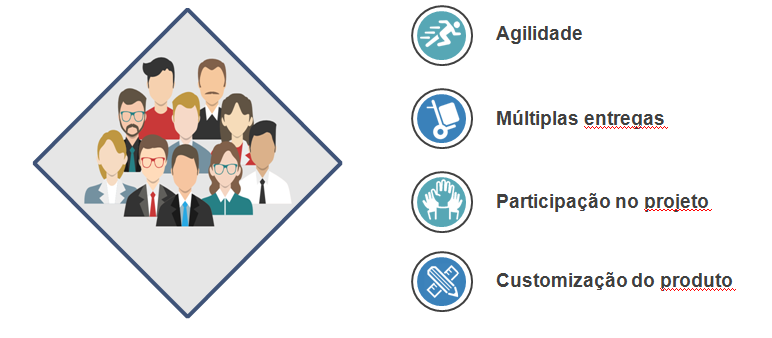 Agilidade
Múltiplas entregas
Participação no projeto
Customização do produto